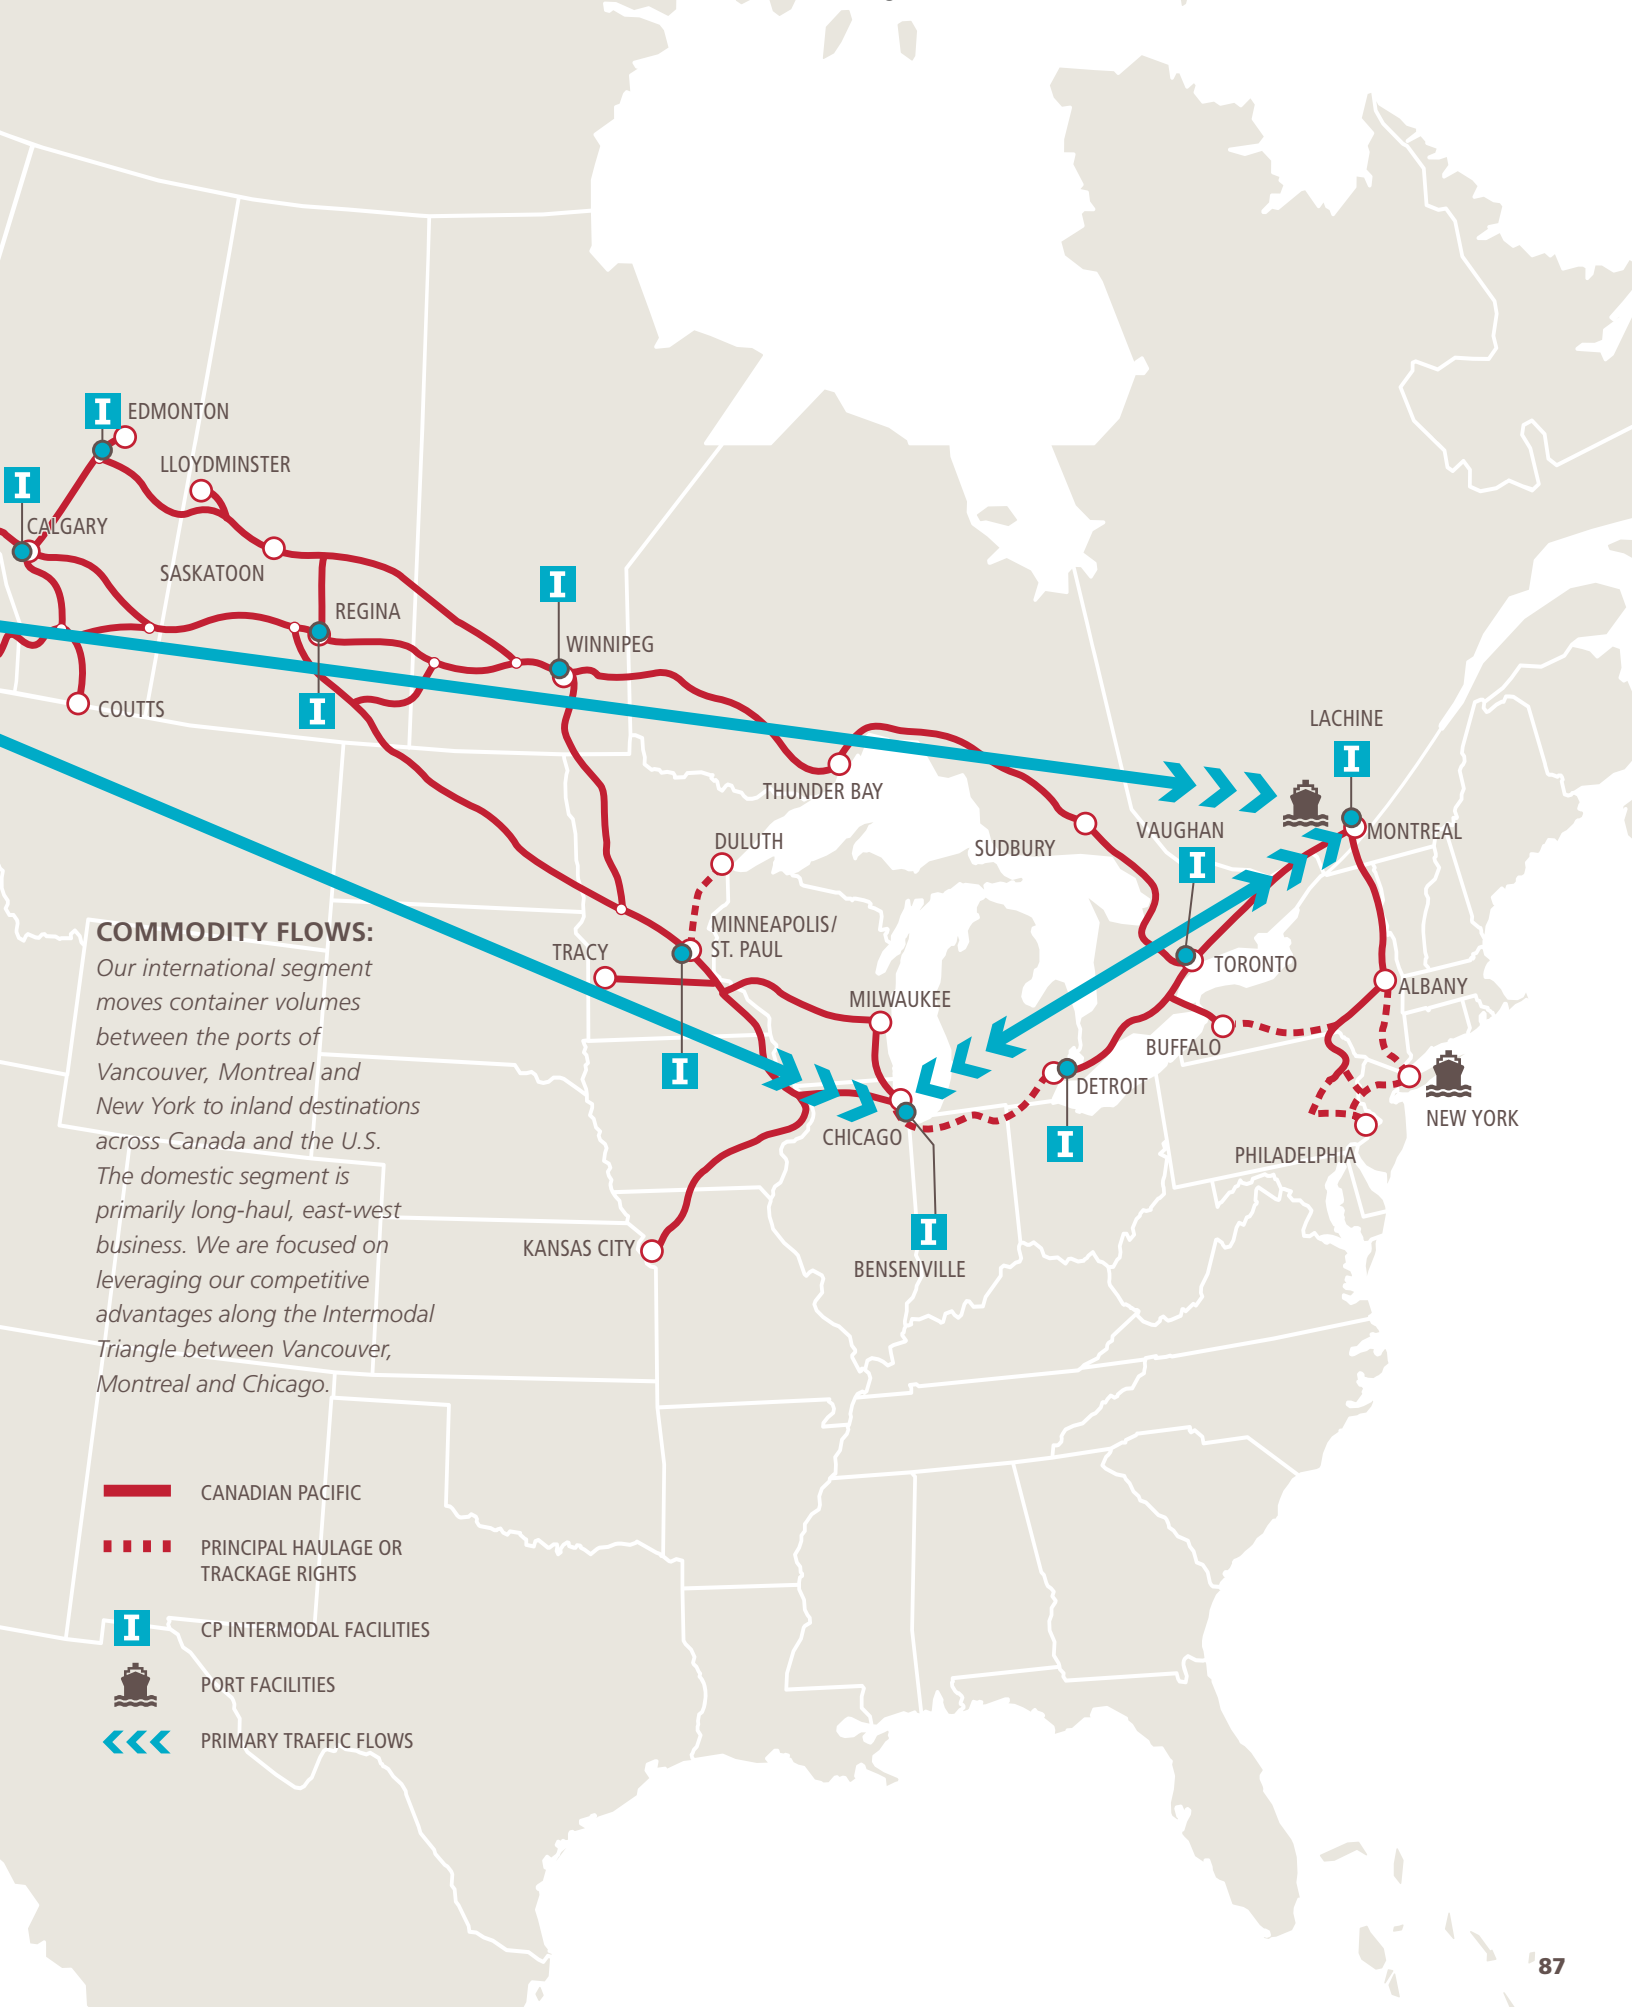 EDMONTON
LLOYDMINSTER
CALGARY
SASKATOON
REGINA
WINNIPEG
COUTTS
LACHINE
THUNDER BAY
VAUGHAN
MONTREAL
DULUTH
SUDBURY
MINNEAPOLIS/
ST. PAUL
TRACY
TORONTO
ALBANY
MILWAUKEE
BUFFALO
DETROIT
NEW YORK
CHICAGO
PHILADELPHIA
KANSAS CITY
BENSENVILLE
COMMODITY FLOWS:
Our international segment
moves container volumes
between the ports of
Vancouver, Montreal and
New York to inland destinations
across Canada and the U.S.
The domestic segment is
primarily long-haul, east-west
business. We are focused on
leveraging our competitive
advantages along the Intermodal
Triangle between Vancouver,
Montreal and Chicago.
CANADIAN PACIFIC
PRINCIPAL HAULAGE OR
TRACKAGE RIGHTS
I CP INTERMODAL FACILITIES
PORT FACILITIES
PRIMARY TRAFFIC FLOWS
87